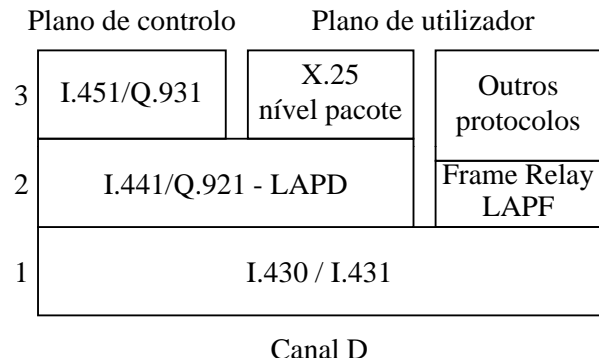 Plano de controlo
Plano de utilizador
3
I.451/Q.931
X.25
nível pacote
Outros
protocolos
2
I.441/Q.921 - LAPD
Frame Relay
LAPF
1
I.430 / I.431
Canal D